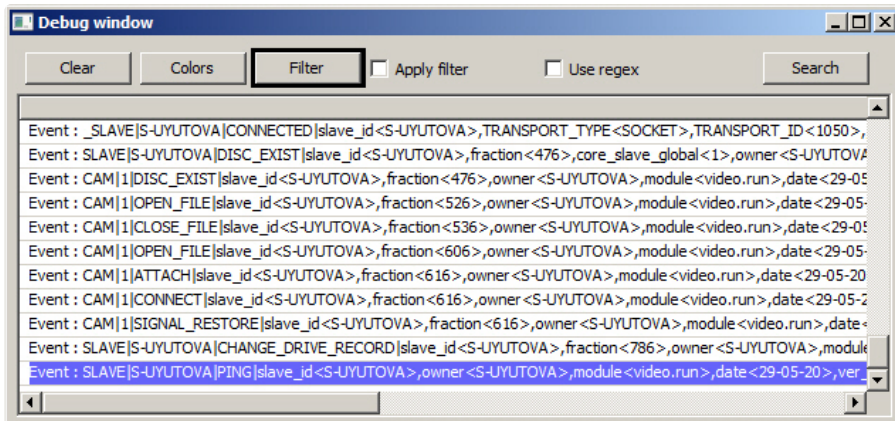 Debug window
Clear Colors Filter Apply filter Use regex Search
Event : _SLAVE|S-UYUTOVA|CONNECTED|slave_id<S-UYUTOVA>,TRANSPORT_TYPE<SOCKET>,TRANSPORT_ID<1050>,
Event : SLAVE|S-UYUTOVA|DISC_EXIST|slave_id<S-UYUTOVA>,fraction<476>,core_slave_global<1>,owner<S-UYUTOVA
Event : CAM|1|DISC_EXIST|slave_id<S-UYUTOVA>,fraction<476>,owner<S-UYUTOVA>,module<video.run>,date<29-05
Event : CAM|1|OPEN_FILE|slave_id<S-UYUTOVA>,fraction<526>,owner<S-UYUTOVA>,module<video.run>,date<29-05-
Event : CAM|1|CLOSE_FILE|slave_id<S-UYUTOVA>,fraction<536>,owner<S-UYUTOVA>,module<video.run>,date<29-05-
Event : CAM|1|OPEN_FILE|slave_id<S-UYUTOVA>,fraction<606>,owner<S-UYUTOVA>,module<video.run>,date<29-05-
Event : CAM|1|ATTACH|slave_id<S-UYUTOVA>,fraction<616>,owner<S-UYUTOVA>,module<video.run>,date<29-05-20
Event : CAM|1|CONNECT|slave_id<S-UYUTOVA>,fraction<616>,owner<S-UYUTOVA>,module<video.run>,date<29-05-2
Event : CAM|1|SIGNAL_RESTORE|slave_id<S-UYUTOVA>,fraction<616>,owner<S-UYUTOVA>,module<video.run>,date<
Event : SLAVE|S-UYUTOVA|CHANGE_DRIVE_RECORD|slave_id<S-UYUTOVA>,fraction<786>,owner<S-UYUTOVA>,module
Event : SLAVE|S-UYUTOVA|PING|slave_id<S-UYUTOVA>,owner<S-UYUTOVA>,module<video.run>,date<29-05-20>,ver_